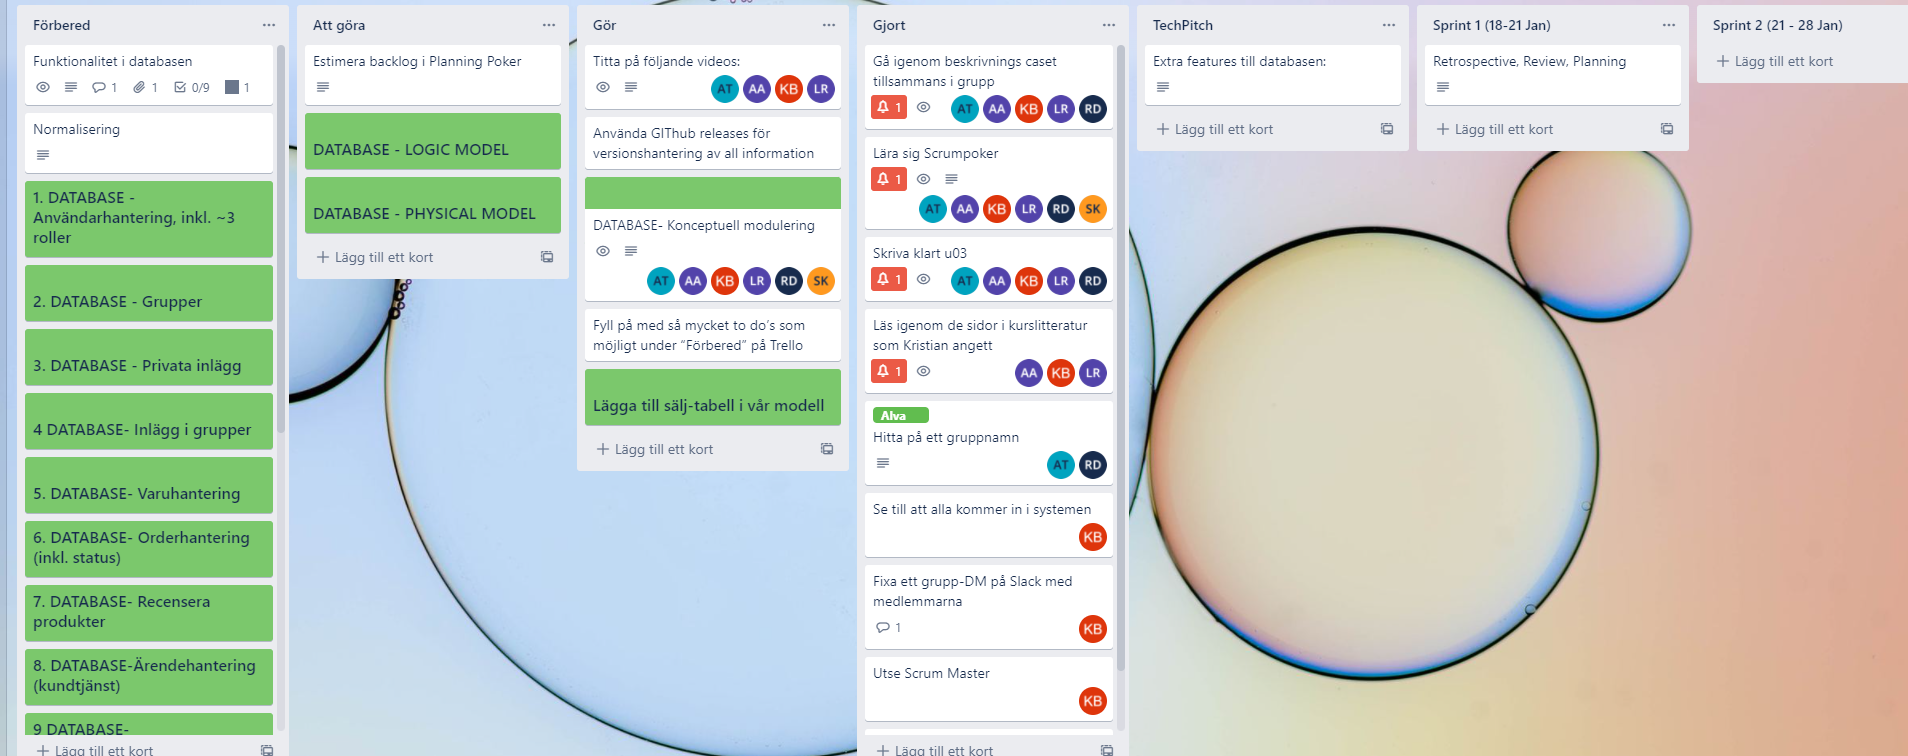 Förbered
Funktionalitet i databasen
1 1 0/9 1
Normalisering
1. DATABASE -
Användarhantering, inkl. ~3
roller
2. DATABASE - Grupper
3. DATABASE - Privata inlägg
4 DATABASE- Inlägg i grupper
5. DATABASE- Varuhantering
6. DATABASE- Orderhantering
(inkl. status)
7. DATABASE- Recensera
produkter
8. DATABASE-Ärendehantering
(kundtjänst)
9 DATABASE-
+ Lägg till ett kort
Att göra
Estimera backlog i Planning Poker
DATABASE - LOGIC MODEL
DATABASE - PHYSICAL MODEL
+ Lägg till ett kort
Gör
Titta på följande videos:
AT AA KB LR
Använda GIThub releases för
versionshantering av all information
DATABASE- Konceptuell modulering
AT AA KB LR RD SK
Fyll på med så mycket to do’s som
möjligt under “Förbered” på Trello
Lägga till sälj-tabell i vår modell
+ Lägg till ett kort
Gjort
Gå igenom beskrivnings caset
tillsammans i grupp
1 AT AA KB LR RD
Lära sig Scrumpoker
1
AT AA KB LR RD SK
Skriva klart u03
1 AT AA KB LR RD
Läs igenom de sidor i kurslitteratur
som Kristian angett
1 AA KB LR
Alva
Hitta på ett gruppnamn
AT RD
Se till att alla kommer in i systemen
KB
Fixa ett grupp-DM på Slack med
medlemmarna
1 KB
Utse Scrum Master
KB
+ Lägg till ett kort
TechPitch
Extra features till databasen:
+ Lägg till ett kort
Sprint 1 (18-21 Jan)
Retrospective, Review, Planning
+ Lägg till ett kort
Sprint 2 (21 - 28 Jan)
+ Lägg till ett kort